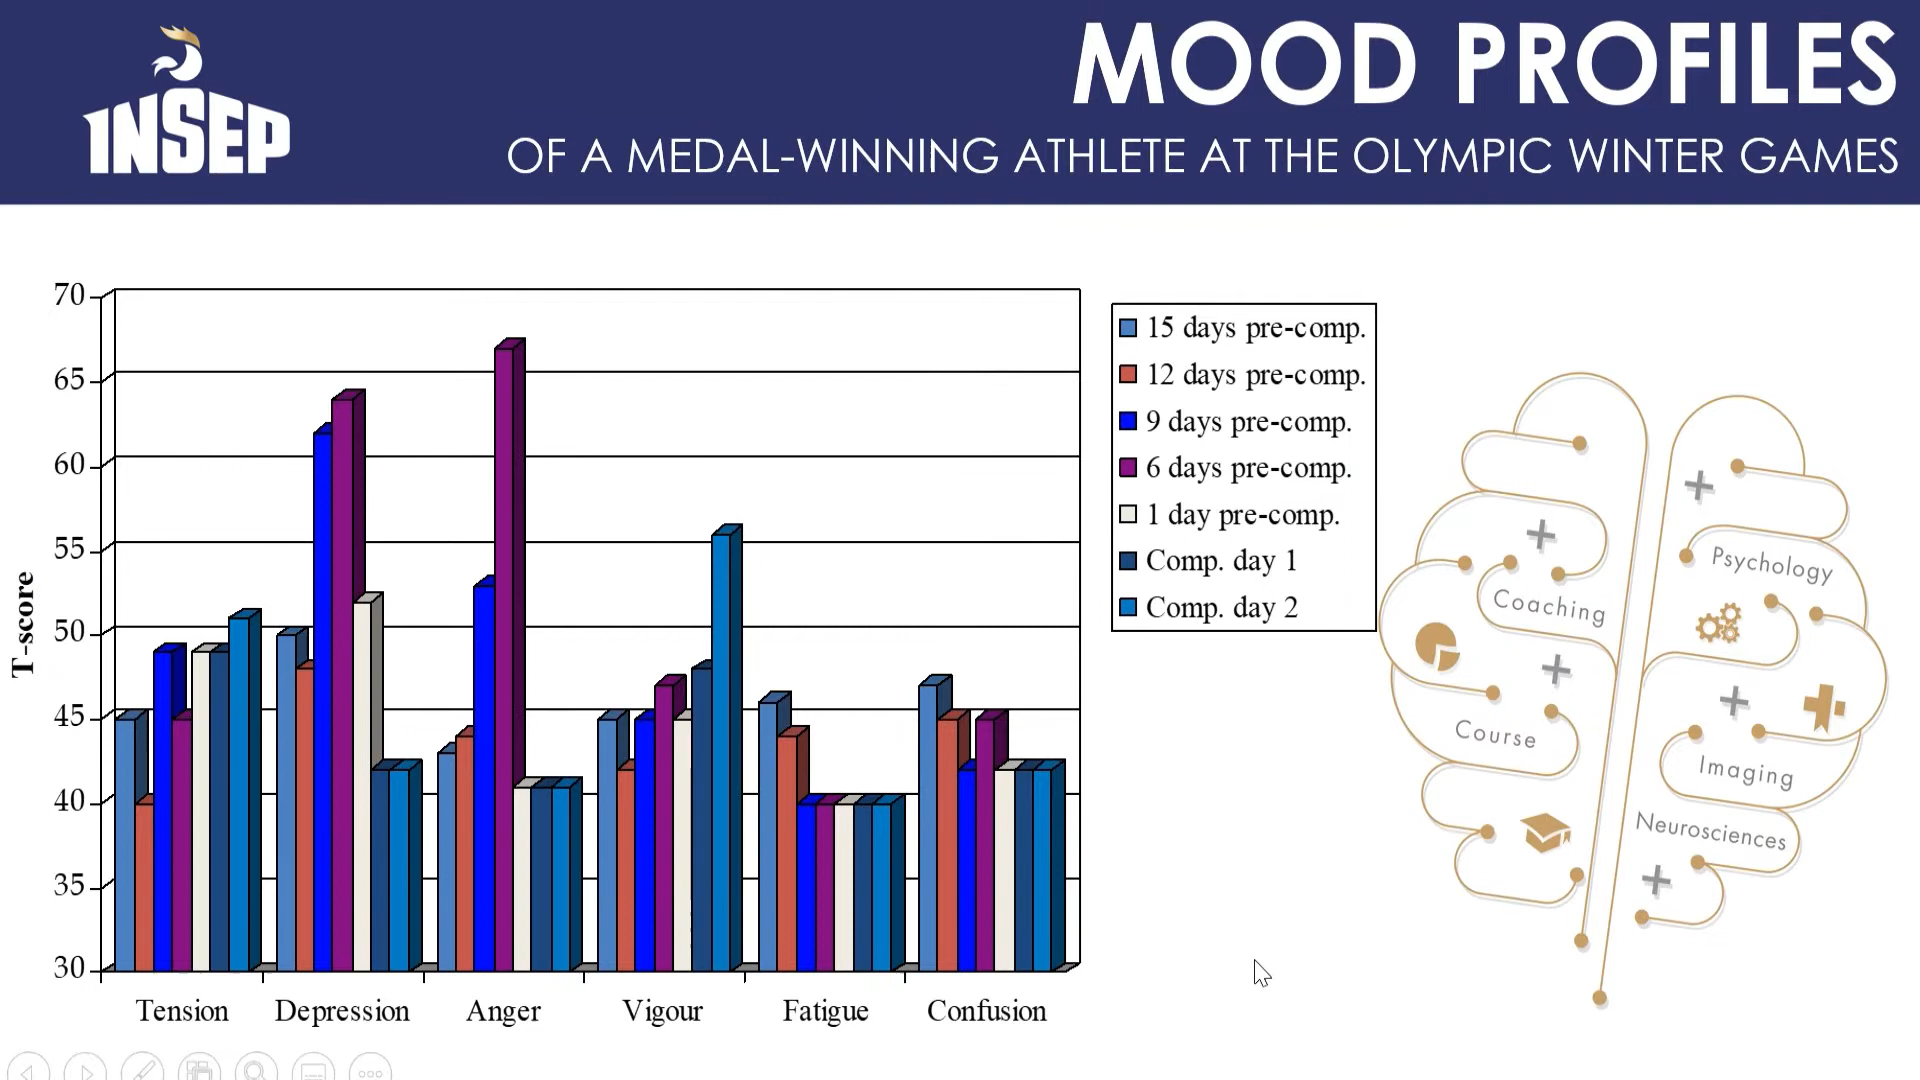 INSEP
MOOD PROFILES
OF A MEDAL-WINNING ATHLETE AT THE OLYMPIC WINTER GAMES
70
65
60
55
50
45
40
35
30
T-score
Tension
Depression
Anger
Vigour
Fatigue
Confusion
15 days pre-comp.
12 days pre-comp.
9 days pre-comp.
6 days pre-comp.
1 day pre-comp.
Comp. day 1
Comp. day 2
Psychology
Coaching
Course
Imaging
Neurosciences